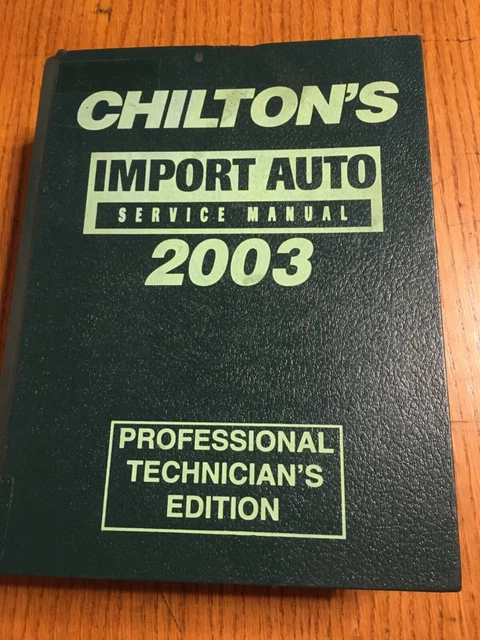 CHILTON'S
IMPORT AUTO
SERVICE MANUAL
2003
PROFESSIONAL
TECHNICIAN'S
EDITION